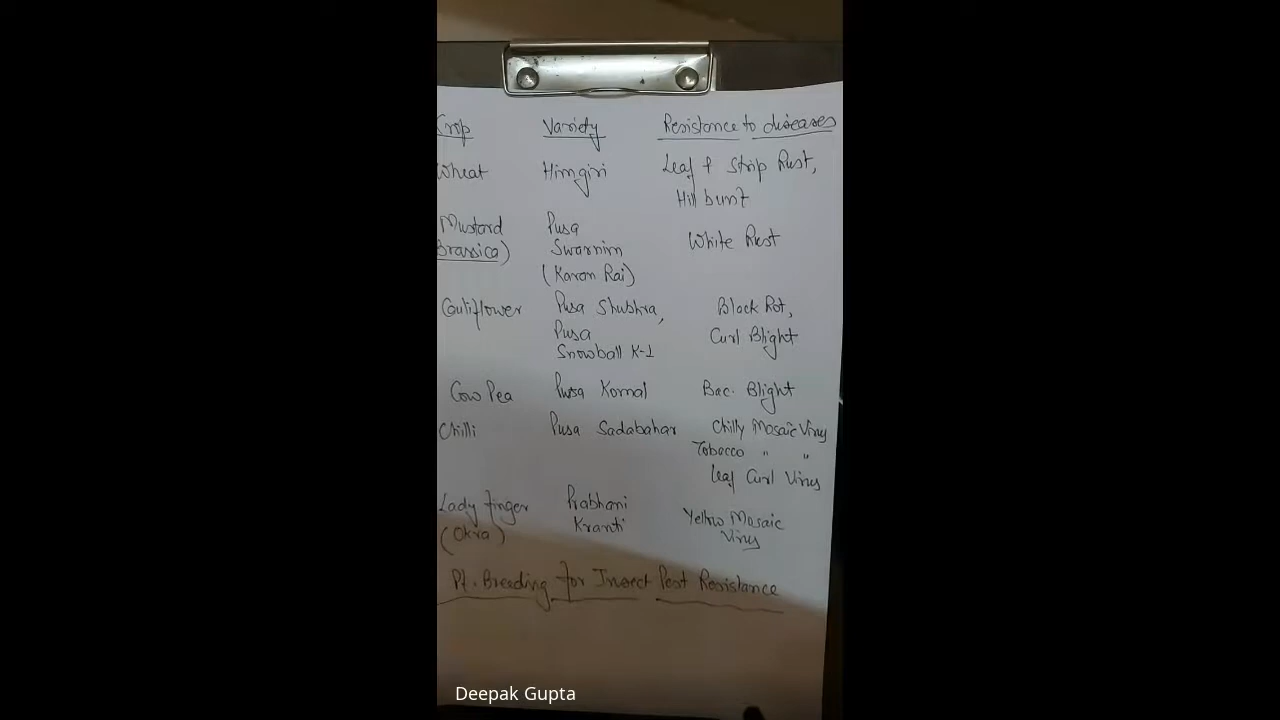 Crop Variety Resistance to diseases
Wheat Himgiri Leaf & Strip Rust,
Hill bunt
Mustard Pusa
(Brassica) Swarnim White Rust
(Karan Rai)
Cauliflower Pusa Shubhra, Black Rot,
Pusa Curl Blight
Snowball K-1
Cow Pea Pusa Komal Bac. Blight
Chilli Pusa Sadabahar Chilly Mosaic Virus
Tobacco " "
Leaf Curl Virus
Lady finger Prabhani
(Okra) Kranti Yellow Mosaic
Virus
Pt. Breeding for Insect Pest Resistance
Deepak Gupta